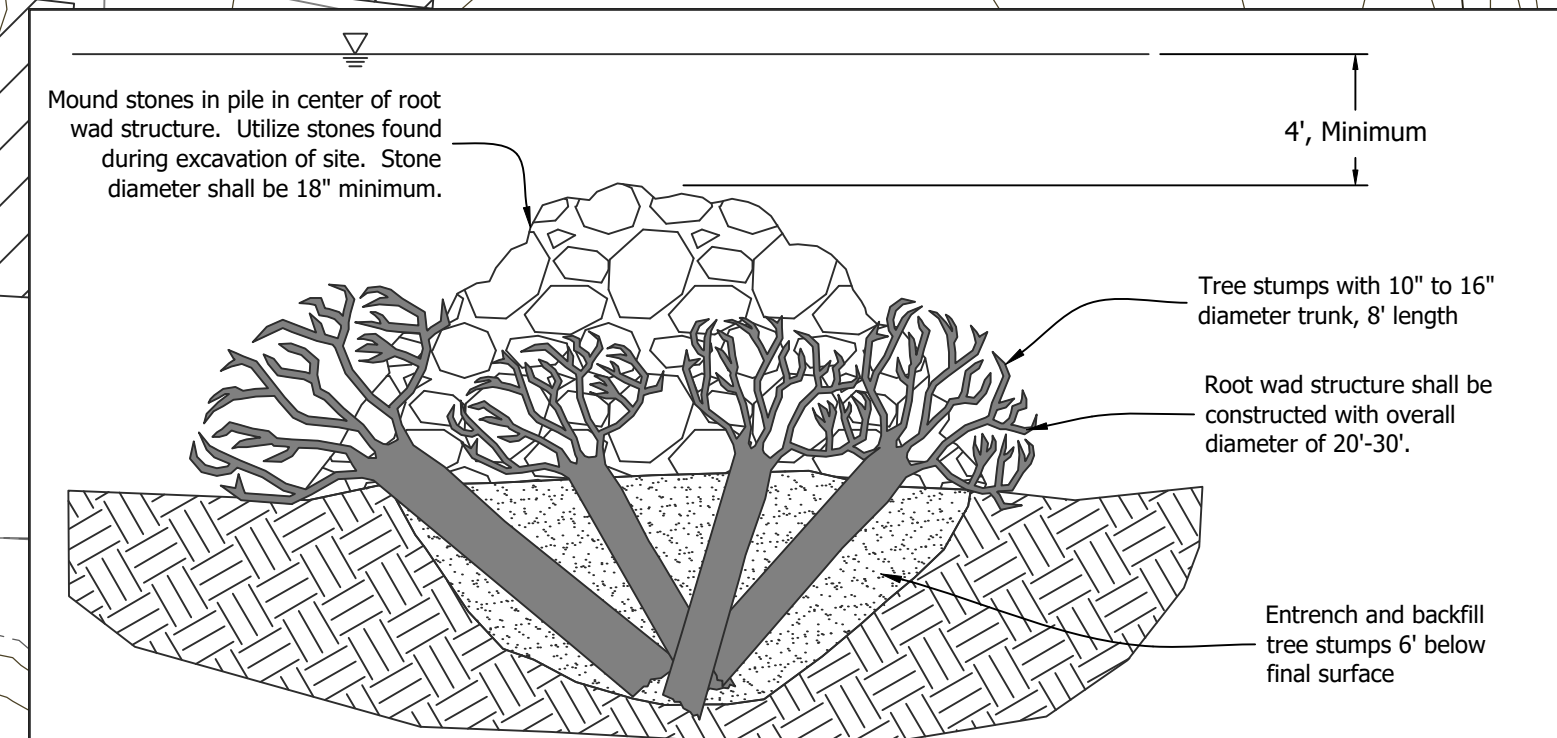 Mound stones in pile in center of root
wad structure.  Utilize stones found
during excavation of site.  Stone
diameter shall be 18" minimum.
4', Minimum
Tree stumps with 10" to 16"
diameter trunk, 8' length
Root wad structure shall be
constructed with overall
diameter of 20'-30'.
Entrench and backfill
tree stumps 6' below
final surface